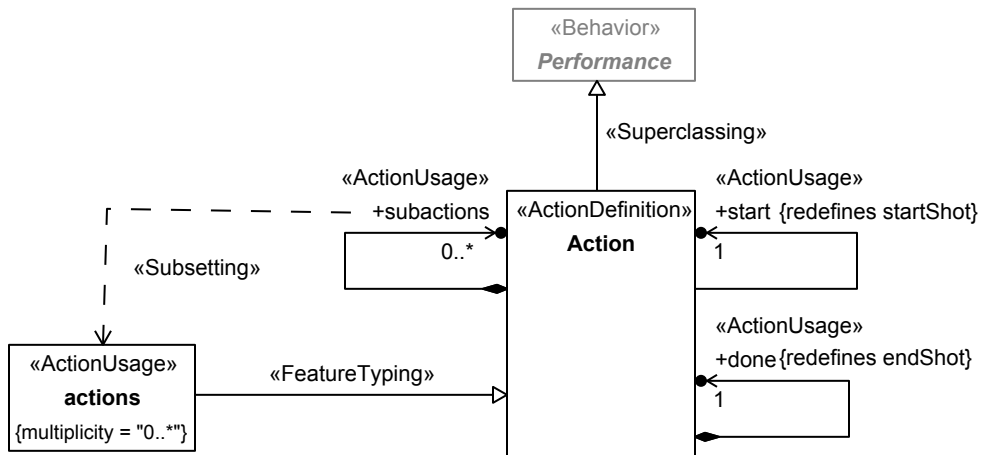 «Behavior»
Performance
«Superclassing»
«ActionUsage»
+subactions
0..*
«ActionDefinition»
Action
«ActionUsage»
+start {redefines startShot}
1
«Subsetting»
«ActionUsage»
+done {redefines endShot}
1
«ActionUsage»
actions
{multiplicity = "0..*"}
«FeatureTyping»